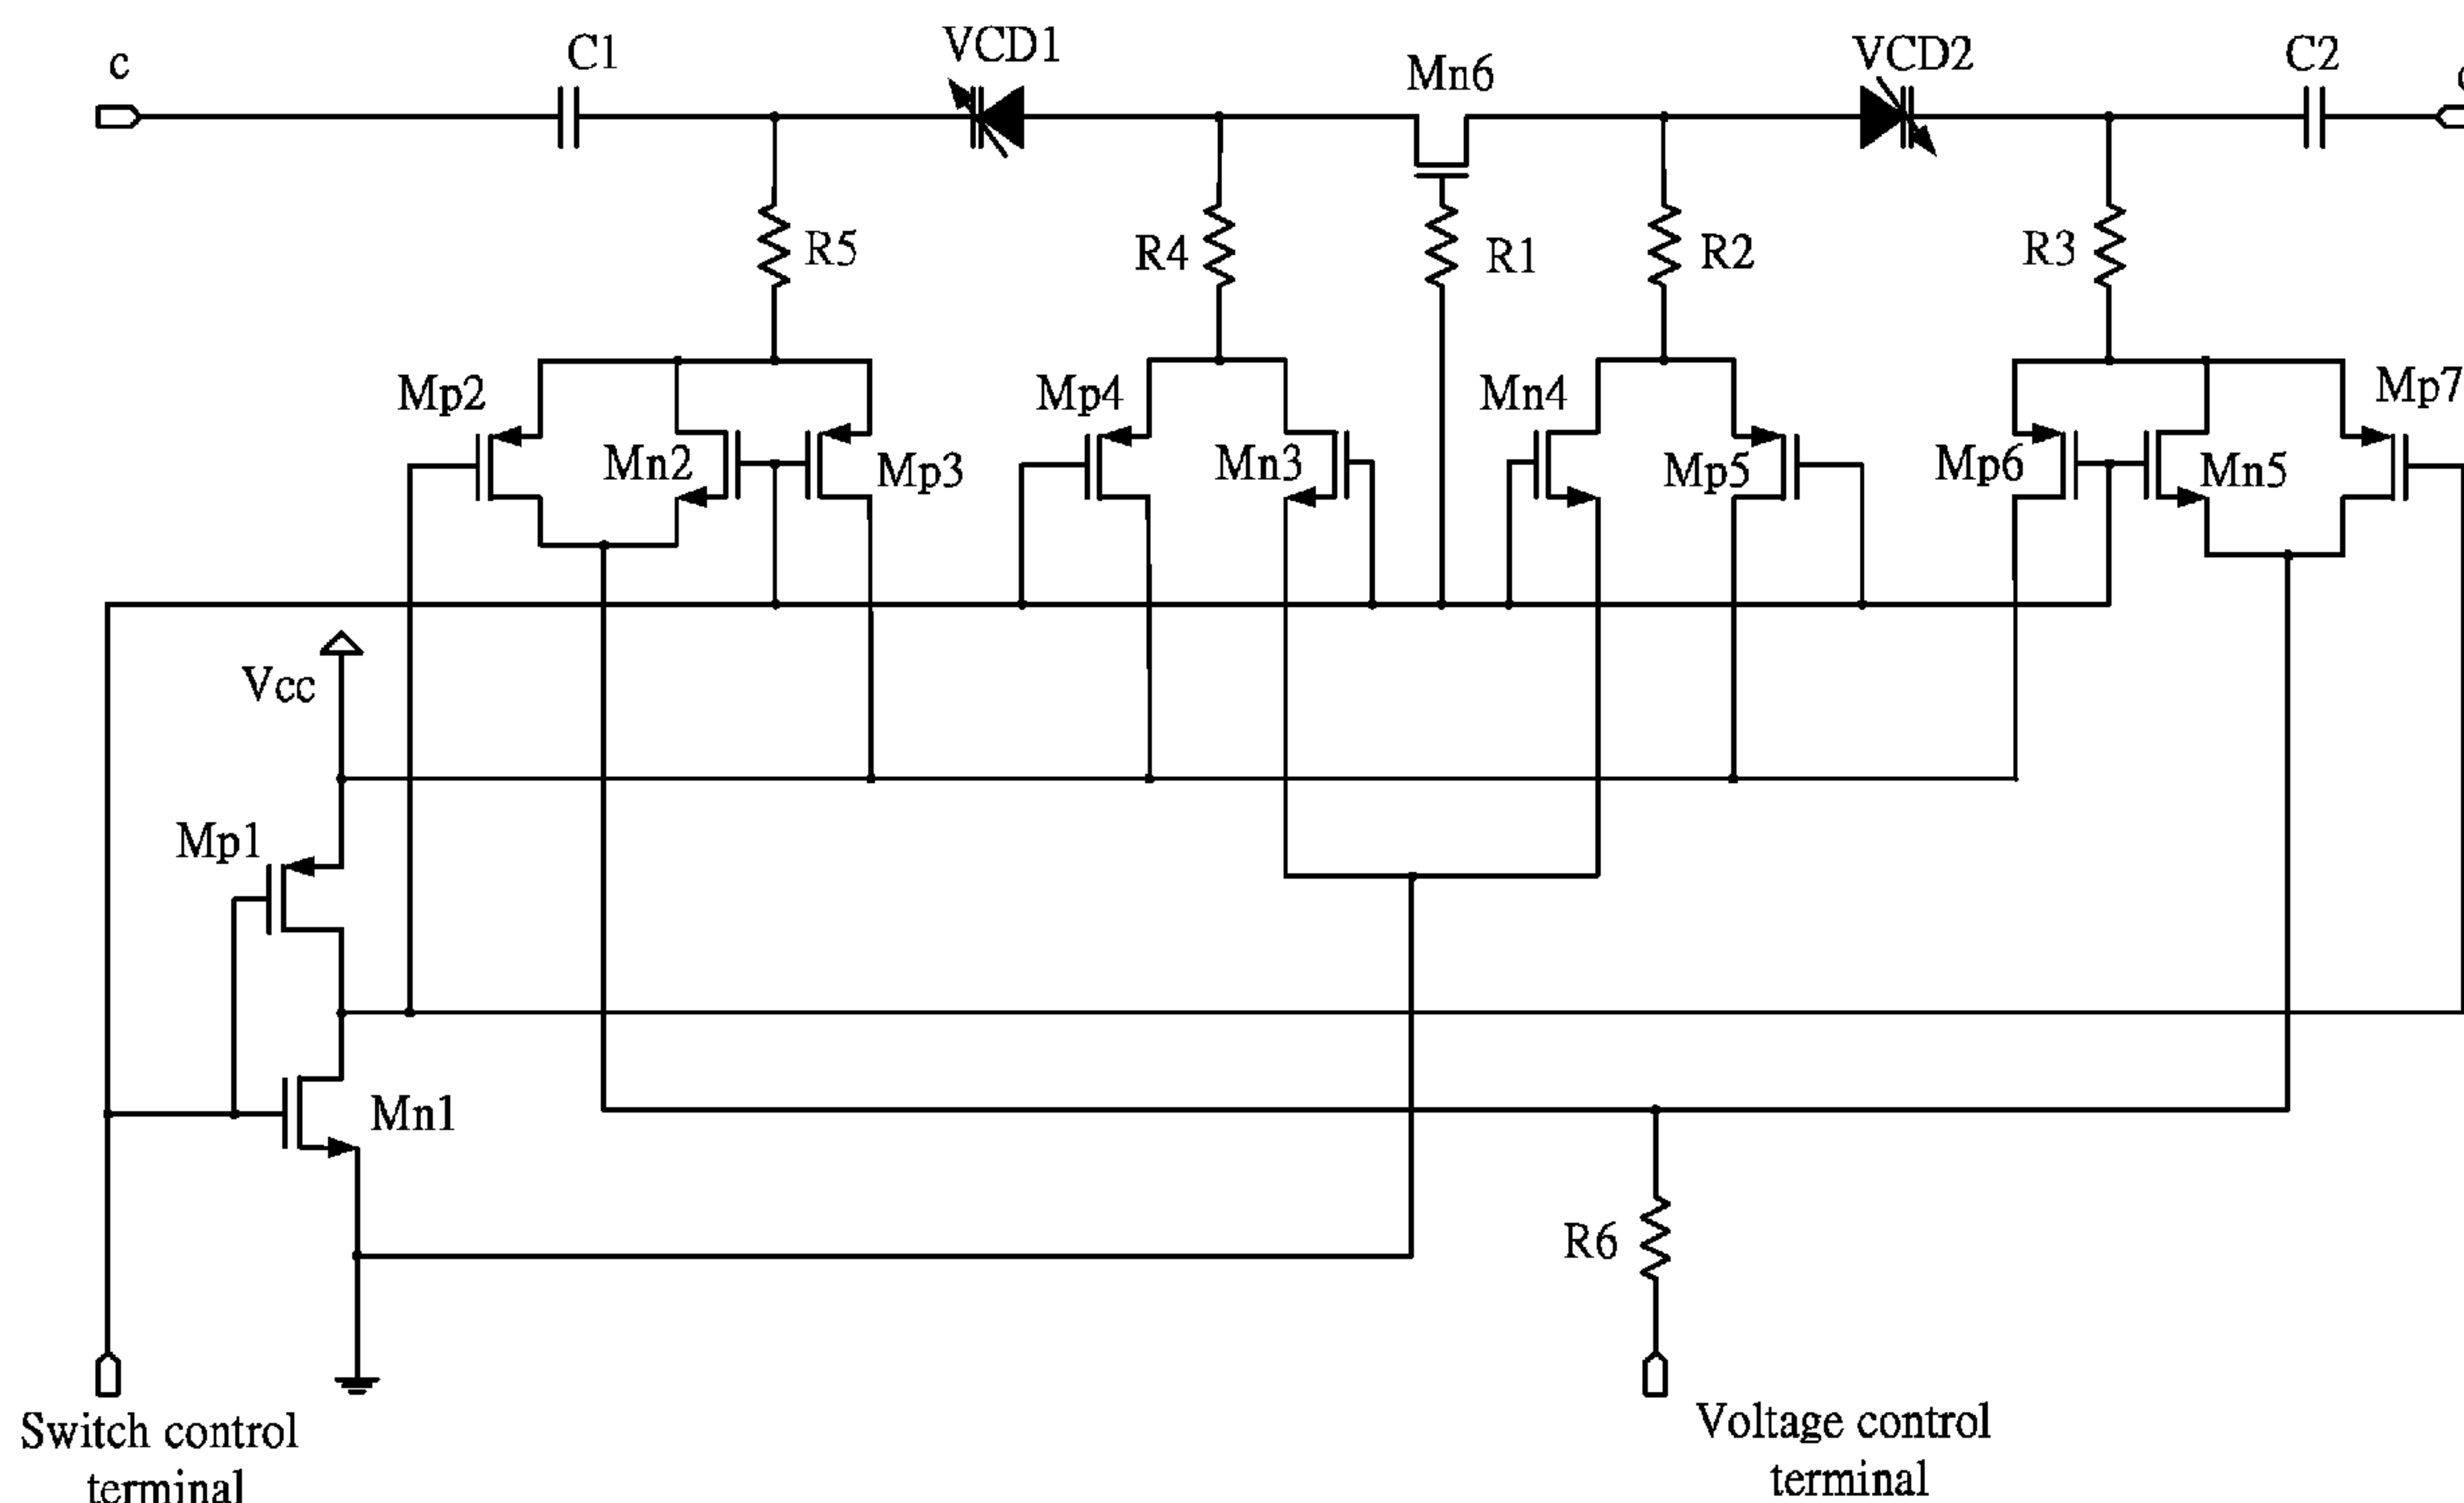 c
C1
VCD1
Mn6
VCD2
C2
R5
R4
R1
R2
R3
Mp2
Mn2
Mp3
Mp4
Mn3
Mn4
Mp5
Mp6
Mn5
Mp7
Vcc
Mp1
Mn1
R6
Switch control
terminal
Voltage control
terminal